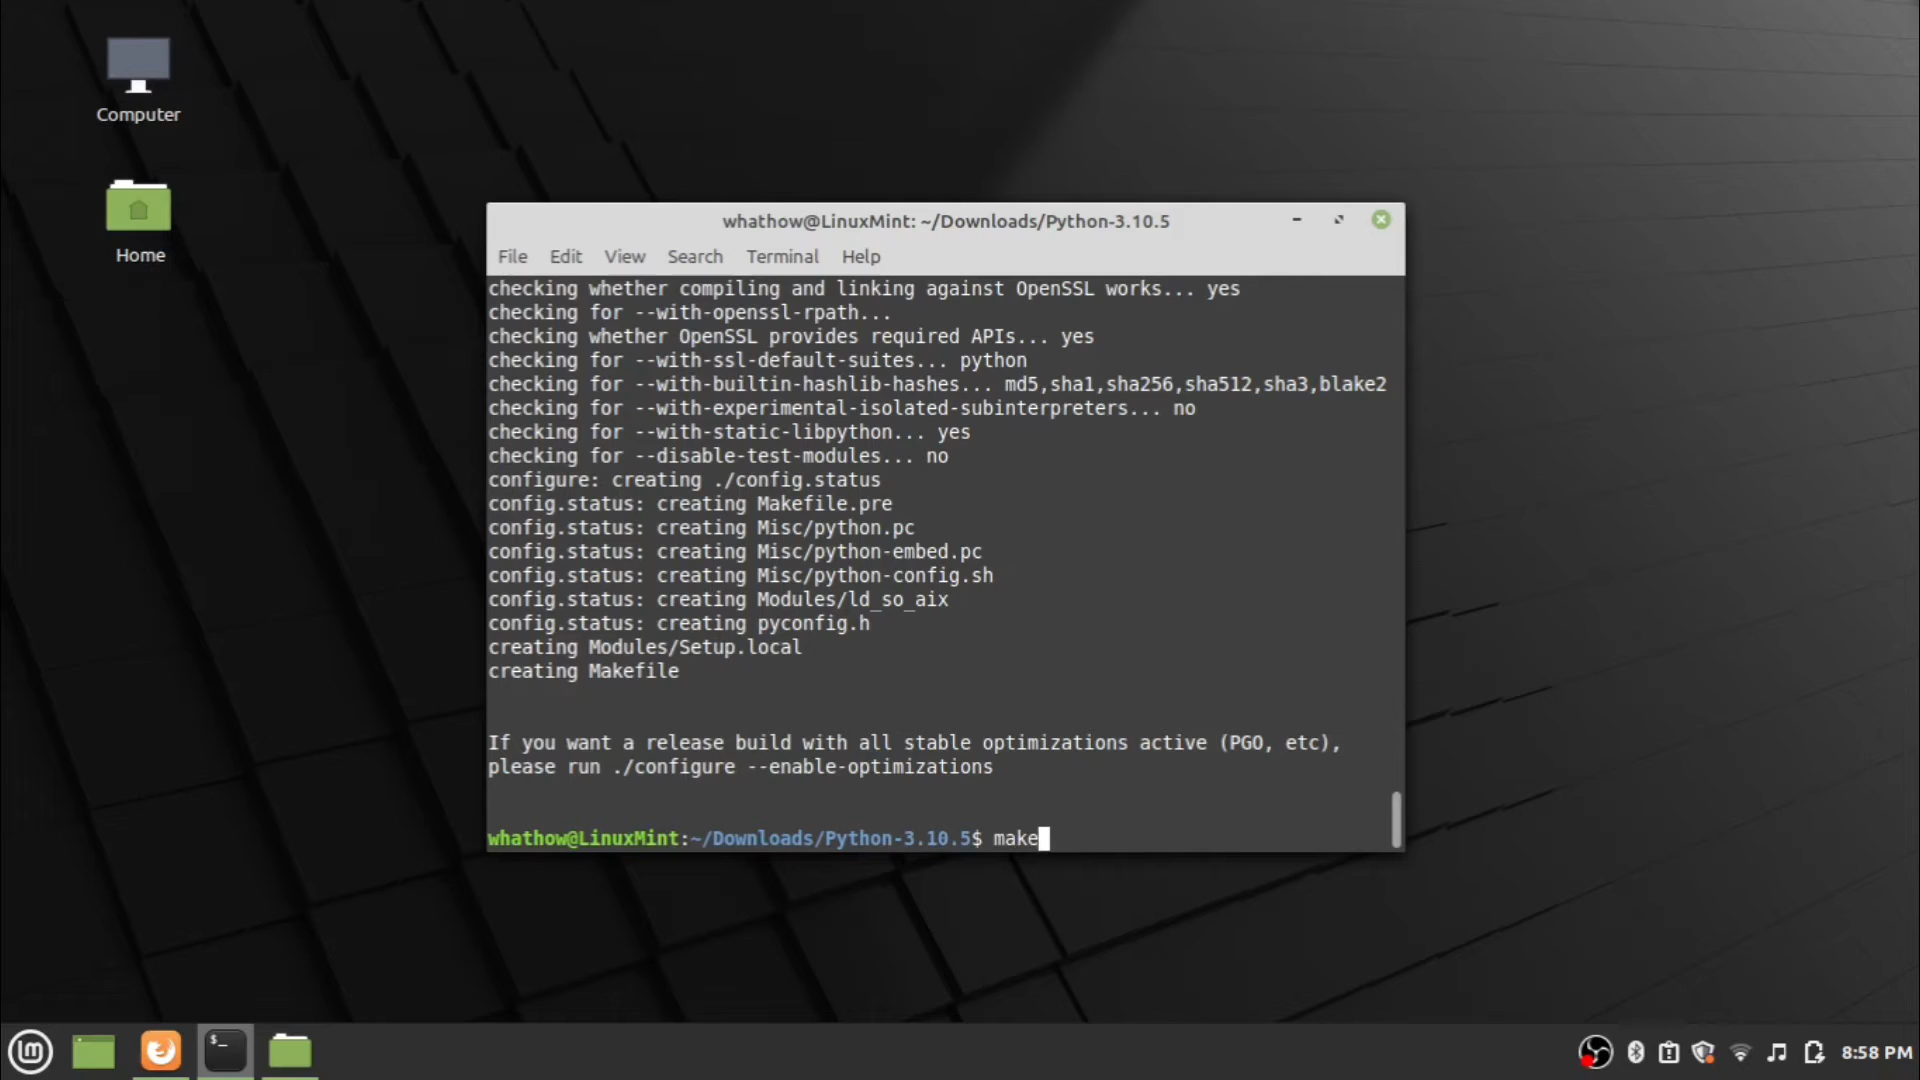 Computer
Home
whathow@LinuxMint: ~/Downloads/Python-3.10.5
File Edit View Search Terminal Help
checking whether compiling and linking against OpenSSL works... yes
checking for --with-openssl-rpath...
checking whether OpenSSL provides required APIs... yes
checking for --with-ssl-default-suites... python
checking for --with-builtin-hashlib-hashes... md5,sha1,sha256,sha512,sha3,blake2
checking for --with-experimental-isolated-subinterpreters... no
checking for --with-static-libpython... yes
checking for --disable-test-modules... no
configure: creating ./config.status
config.status: creating Makefile.pre
config.status: creating Misc/python.pc
config.status: creating Misc/python-embed.pc
config.status: creating Misc/python-config.sh
config.status: creating Modules/ld_so_aix
config.status: creating pyconfig.h
creating Modules/Setup.local
creating Makefile
If you want a release build with all stable optimizations active (PGO, etc),
please run ./configure --enable-optimizations
whathow@LinuxMint:~/Downloads/Python-3.10.5$ make
$_
8:58 PM